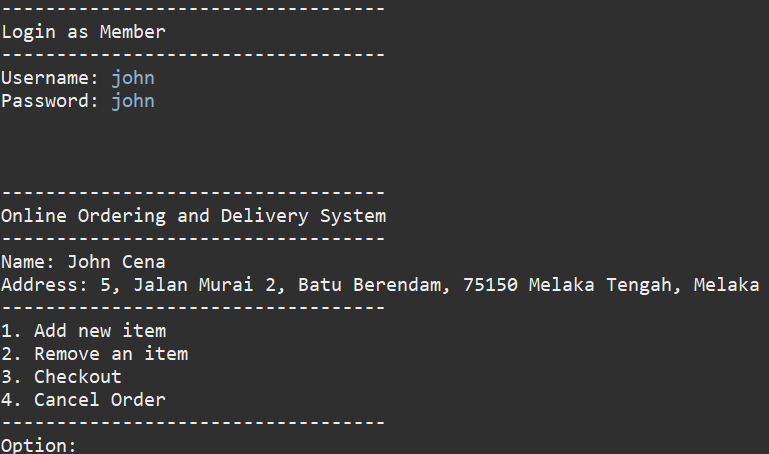 -----------------------------------
Login as Member
-----------------------------------
Username: john
Password: john
-----------------------------------
Online Ordering and Delivery System
-----------------------------------
Name: John Cena
Address: 5, Jalan Murai 2, Batu Berendam, 75150 Melaka Tengah, Melaka
-----------------------------------
1. Add new item
2. Remove an item
3. Checkout
4. Cancel Order
-----------------------------------
Option: